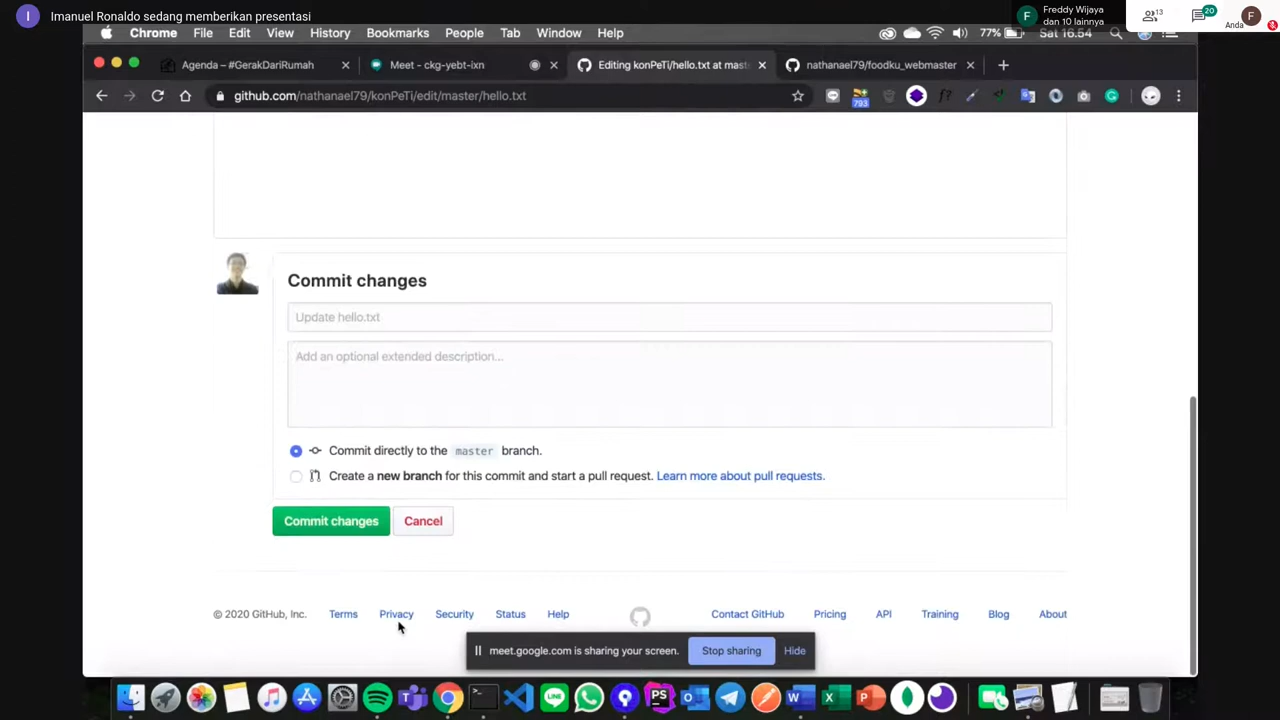 I Imanuel Ronaldo sedang memberikan presentasi
F Freddy Wijaya
dan 10 lainnya
13
20
F
Anda
Chrome File Edit View History Bookmarks People Tab Window Help
77% Sat 16.54
Agenda – #GerakDariRumah
Meet - ckg-yebt-ixn
Editing konPeTi/hello.txt at mast
nathanael79/foodku_webmaster
github.com/nathanael79/konPeTi/edit/master/hello.txt
793
f?
Commit changes
Update hello.txt
Add an optional extended description...
Commit directly to the master branch.
Create a new branch for this commit and start a pull request. Learn more about pull requests.
Commit changes Cancel
© 2020 GitHub, Inc. Terms Privacy Security Status Help Contact GitHub Pricing API Training Blog About
meet.google.com is sharing your screen. Stop sharing Hide
PS